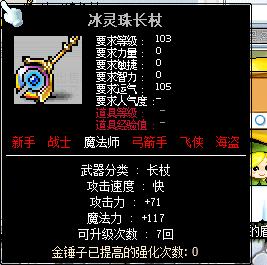 冰灵珠长杖
要求等级： 103
要求力量： 0
要求敏捷： 0
要求智力： 0
要求运气： 105
要求人气度： -
道具等级： -
道具经验值： -
新手 战士 魔法师 弓箭手 飞侠 海盗
武器分类 : 长杖
攻击速度 : 快
攻击力 : +71
魔法力 : +117
可升级次数 : 7回
金锤子已提高的强化次数: 0